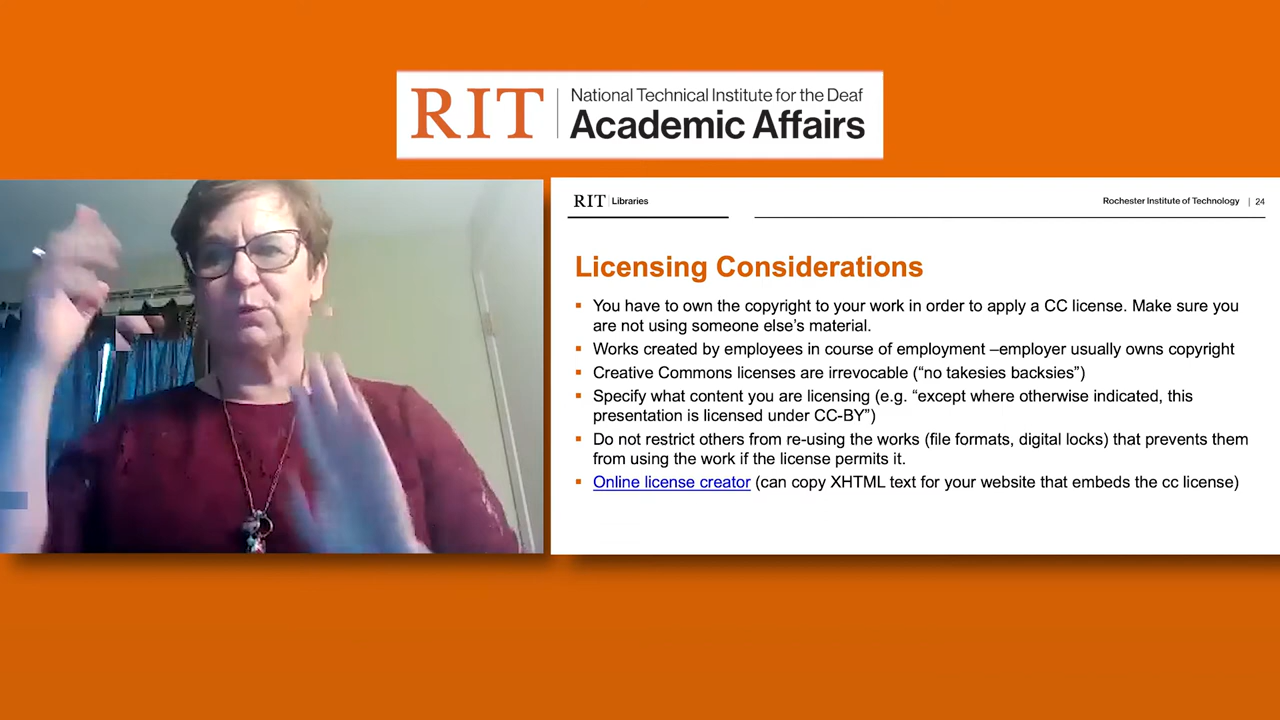 RIT
National Technical Institute for the Deaf
Academic Affairs
RIT Libraries
Rochester Institute of Technology | 24
Licensing Considerations
▪ You have to own the copyright to your work in order to apply a CC license. Make sure you
are not using someone else’s material.
▪ Works created by employees in course of employment –employer usually owns copyright
▪ Creative Commons licenses are irrevocable (“no takesies backsies”)
▪ Specify what content you are licensing (e.g. “except where otherwise indicated, this
presentation is licensed under CC-BY”)
▪ Do not restrict others from re-using the works (file formats, digital locks) that prevents them
from using the work if the license permits it.
▪ Online license creator (can copy XHTML text for your website that embeds the cc license)